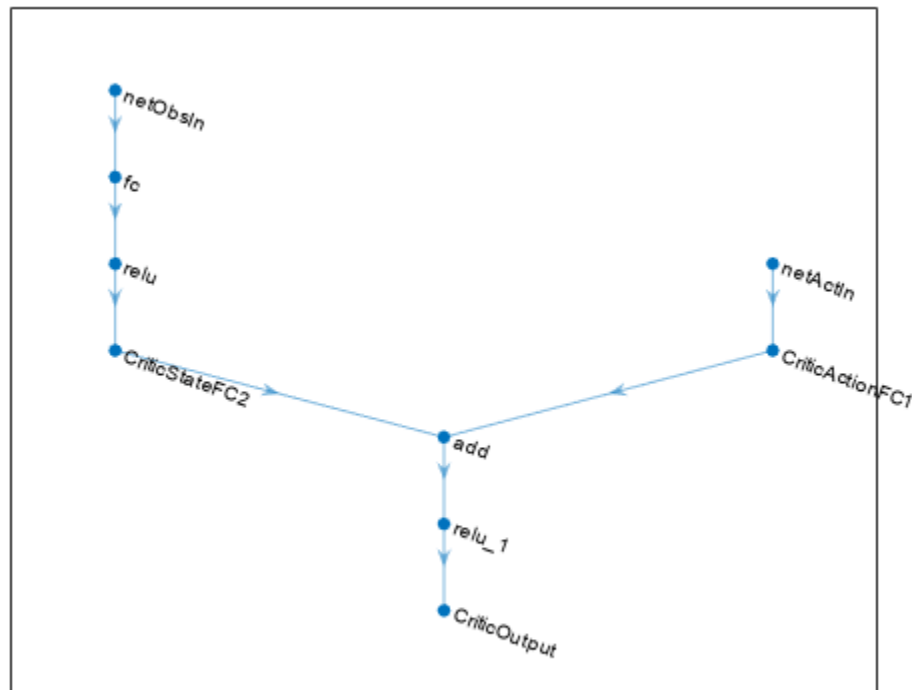 netObsIn
fc
relu
netActIn
CriticStateFC2
CriticActionFC1
add
relu_1
CriticOutput